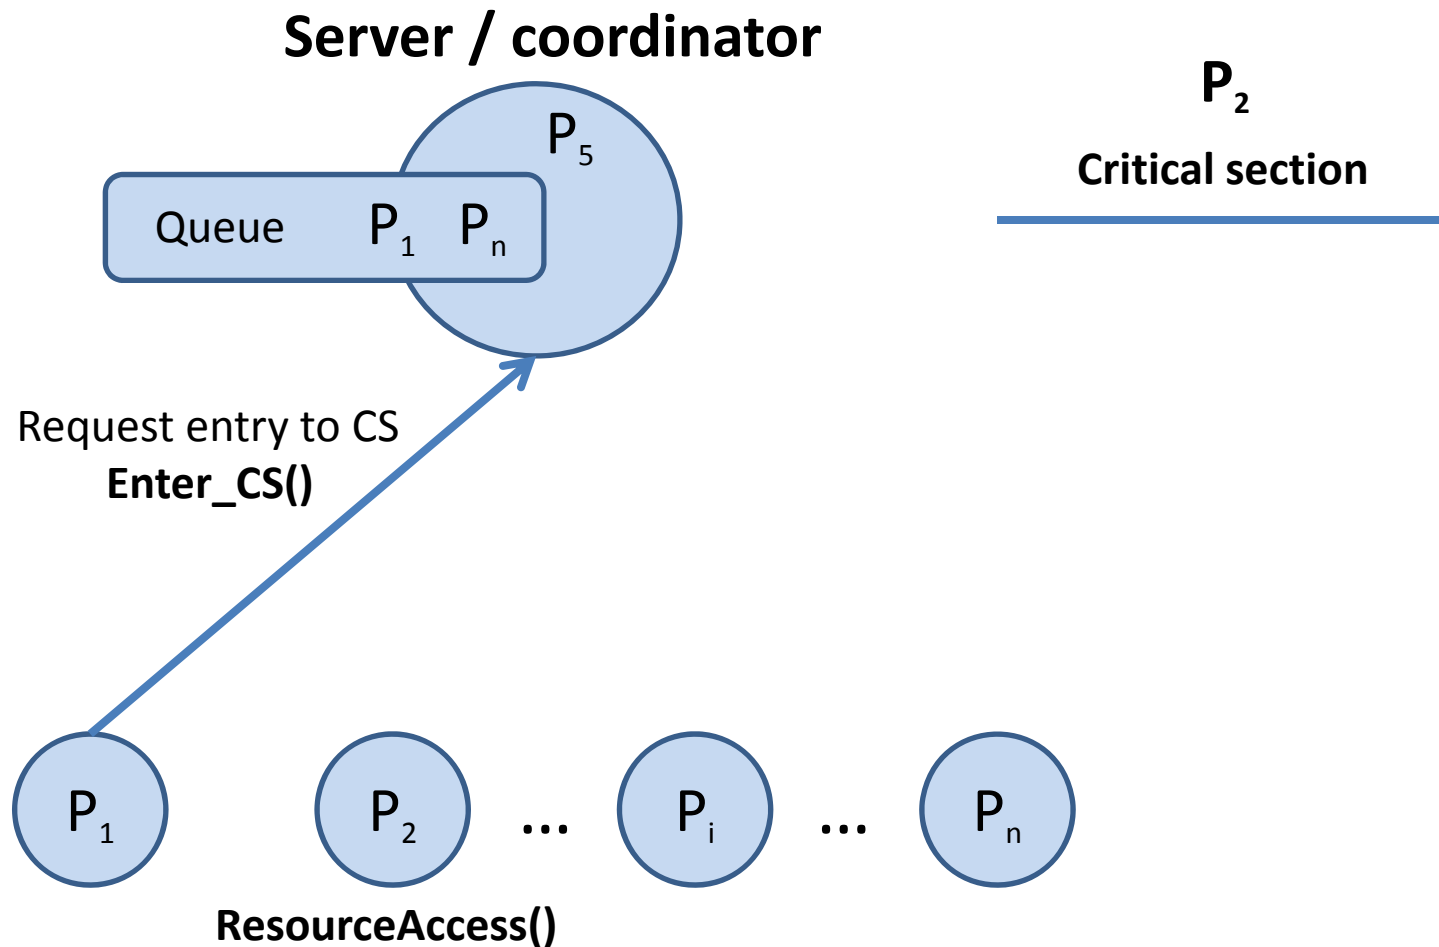 Server / coordinator
P₂
Critical section
P₅
Queue P₁ Pₙ
Request entry to CS
Enter_CS()
P₁ P₂ ... Pᵢ ... Pₙ
ResourceAccess()